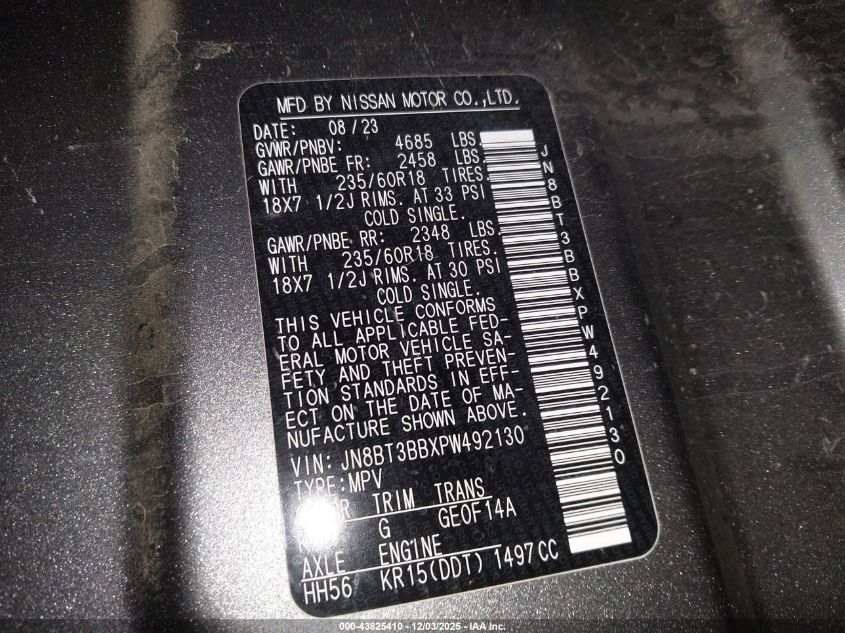 MFD BY NISSAN MOTOR CO.,LTD.
DATE: 08/23
GVWR/PNBV: 4685 LBS.
GAWR/PNBE FR: 2458 LBS.
WITH 235/60R18 TIRES.
18X7 1/2J RIMS. AT 33 PSI
COLD SINGLE.
GAWR/PNBE RR: 2348 LBS.
WITH 235/60R18 TIRES.
18X7 1/2J RIMS. AT 30 PSI
COLD SINGLE.
THIS VEHICLE CONFORMS
TO ALL APPLICABLE FED-
ERAL MOTOR VEHICLE SA-
FETY AND THEFT PREVEN-
TION STANDARDS IN EFF-
ECT ON THE DATE OF MA-
NUFACTURE SHOWN ABOVE.
VIN: JN8BT3BBXPW492130
TYPE:MPV
TRIM TRANS
G GE0F14A
AXLE ENGINE
HH56 KR15(DDT) 1497CC
JN8BT3BBXPW492130
000-43825410 - 12/03/2025 - IAA Inc.